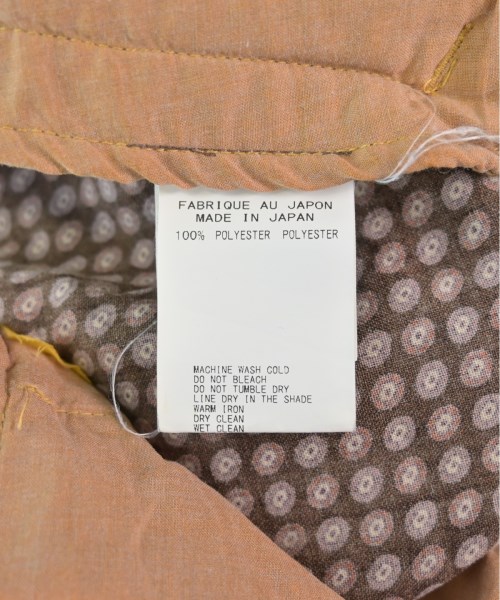 FABRIQUE AU JAPON
MADE IN JAPAN
100% POLYESTER POLYESTER
MACHINE WASH COLD
DO NOT BLEACH
DO NOT TUMBLE DRY
LINE DRY IN THE SHADE
WARM IRON
DRY CLEAN
WET CLEAN